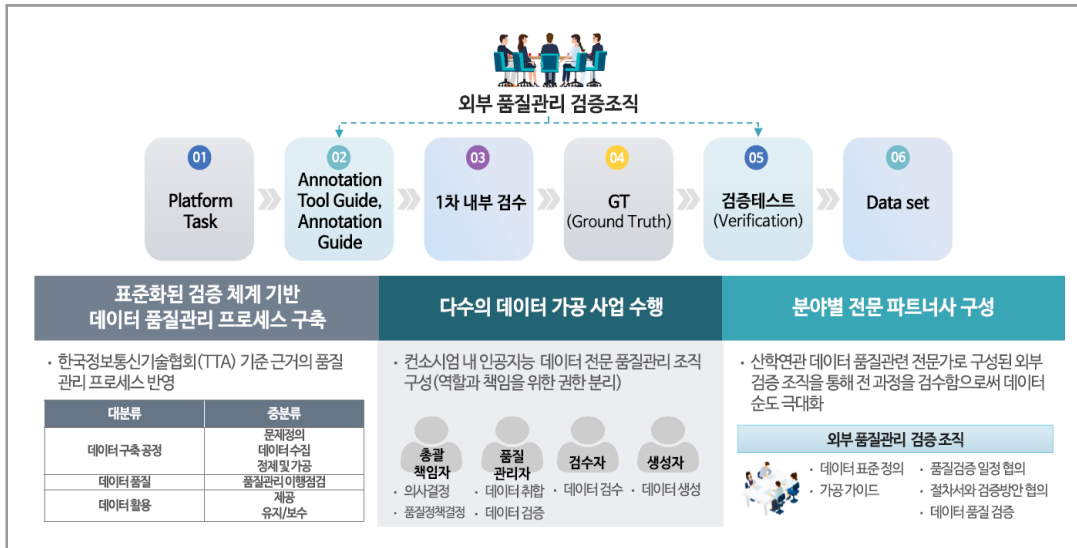 외부 품질관리 검증조직
01
Platform
Task
02
Annotation
Tool Guide,
Annotation
Guide
03
1차 내부 검수
04
GT
(Ground Truth)
05
검증테스트
(Verification)
06
Data set
표준화된 검증 체계 기반
데이터 품질관리 프로세스 구축
· 한국정보통신기술협회(TTA) 기준 근거의 품질
관리 프로세스 반영
대분류 중분류
데이터 구축 공정
문제정의
데이터 수집
정제 및 가공
데이터 품질 품질관리 이행점검
데이터 활용
제공
유지/보수
다수의 데이터 가공 사업 수행
· 컨소시엄 내 인공지능 데이터 전문 품질관리 조직
구성(역할과 책임을 위한 권한 분리)
총괄
책임자
· 의사결정
· 품질정책결정
품질
관리자
· 데이터 취합
· 데이터 검증
검수자
· 데이터 검수
생성자
· 데이터 생성
분야별 전문 파트너사 구성
· 산학연관 데이터 품질관련 전문가로 구성된 외부
검증 조직을 통해 전 과정을 검수함으로써 데이터
순도 극대화
외부 품질관리 검증 조직
· 데이터 표준 정의
· 가공 가이드
· 품질검증 일정 협의
· 절차서와 검증방안 협의
· 데이터 품질 검증